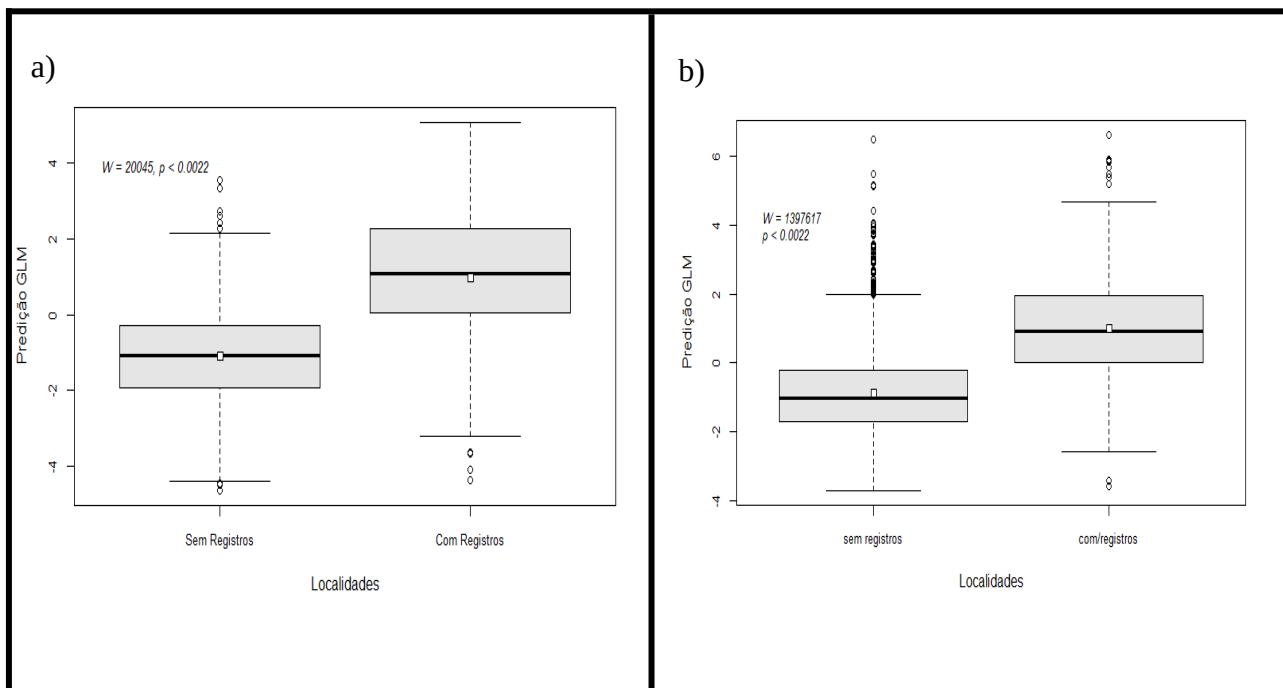 a)
W = 20045, p < 0.0022
Predição GLM
4
2
0
-2
-4
Sem Registros
Com Registros
Localidades
b)
W = 1397617
p < 0.0022
Predição GLM
6
4
2
0
-2
-4
sem registros
com/registros
Localidades